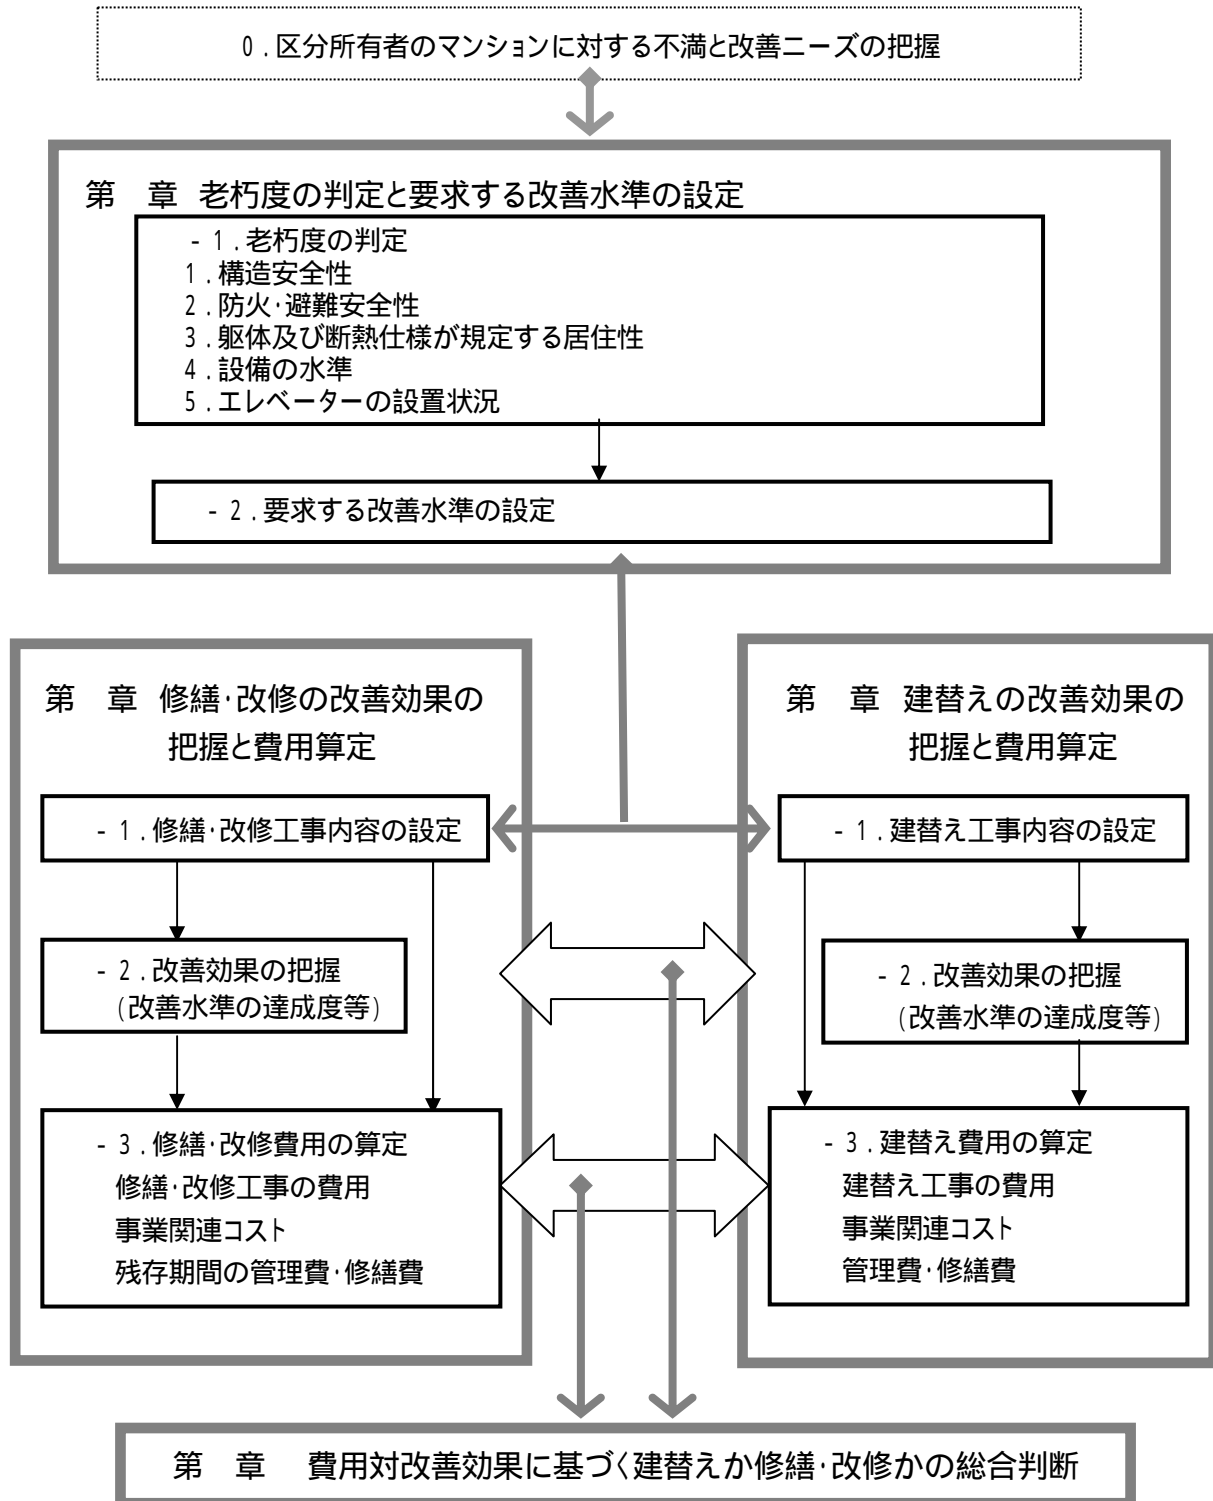 0．区分所有者のマンションに対する不満と改善ニーズの把握
第　章 老朽度の判定と要求する改善水準の設定
-１．老朽度の判定
１．構造安全性
２．防火・避難安全性
３．躯体及び断熱仕様が規定する居住性
４．設備の水準
５．エレベーターの設置状況
-２．要求する改善水準の設定
第　章 修繕・改修の改善効果の
把握と費用算定
-１．修繕・改修工事内容の設定
-２．改善効果の把握
（改善水準の達成度等）
-３．修繕・改修費用の算定
修繕・改修工事の費用
事業関連コスト
残存期間の管理費・修繕費
第　章 建替えの改善効果の
把握と費用算定
-１．建替え工事内容の設定
-２．改善効果の把握
（改善水準の達成度等）
-３．建替え費用の算定
建替え工事の費用
事業関連コスト
管理費・修繕費
第　章　費用対改善効果に基づく建替えか修繕・改修かの総合判断